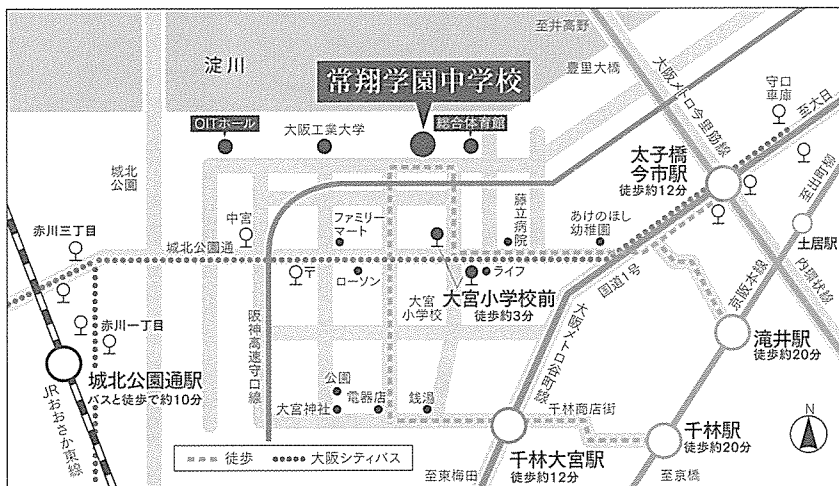 至井高野
淀川
豊里大橋
大阪メトロ今里筋線
守口
車庫
至大日
常翔学園中学校
OITホール
大阪工業大学
総合体育館
太子橋
今市駅
徒歩約12分
至出町柳
城北
公園
藤立
病院
あけのほし
幼稚園
土居駅
赤川三丁目
中宮
ファミリー
マート
城北公園通
〒
ローソン
ライフ
大宮
小学校
大宮小学校前
徒歩約3分
国道1号
京阪本線
内環状線
赤川一丁目
阪神高速守口線
大阪メトロ谷町線
滝井駅
徒歩約20分
城北公園通駅
バスと徒歩で約10分
JRおおさか東線
公園
大宮神社
電器店
銭湯
千林商店街
千林大宮駅
徒歩約12分
千林駅
徒歩約20分
N
徒歩
大阪シティバス
至東梅田
至京橋